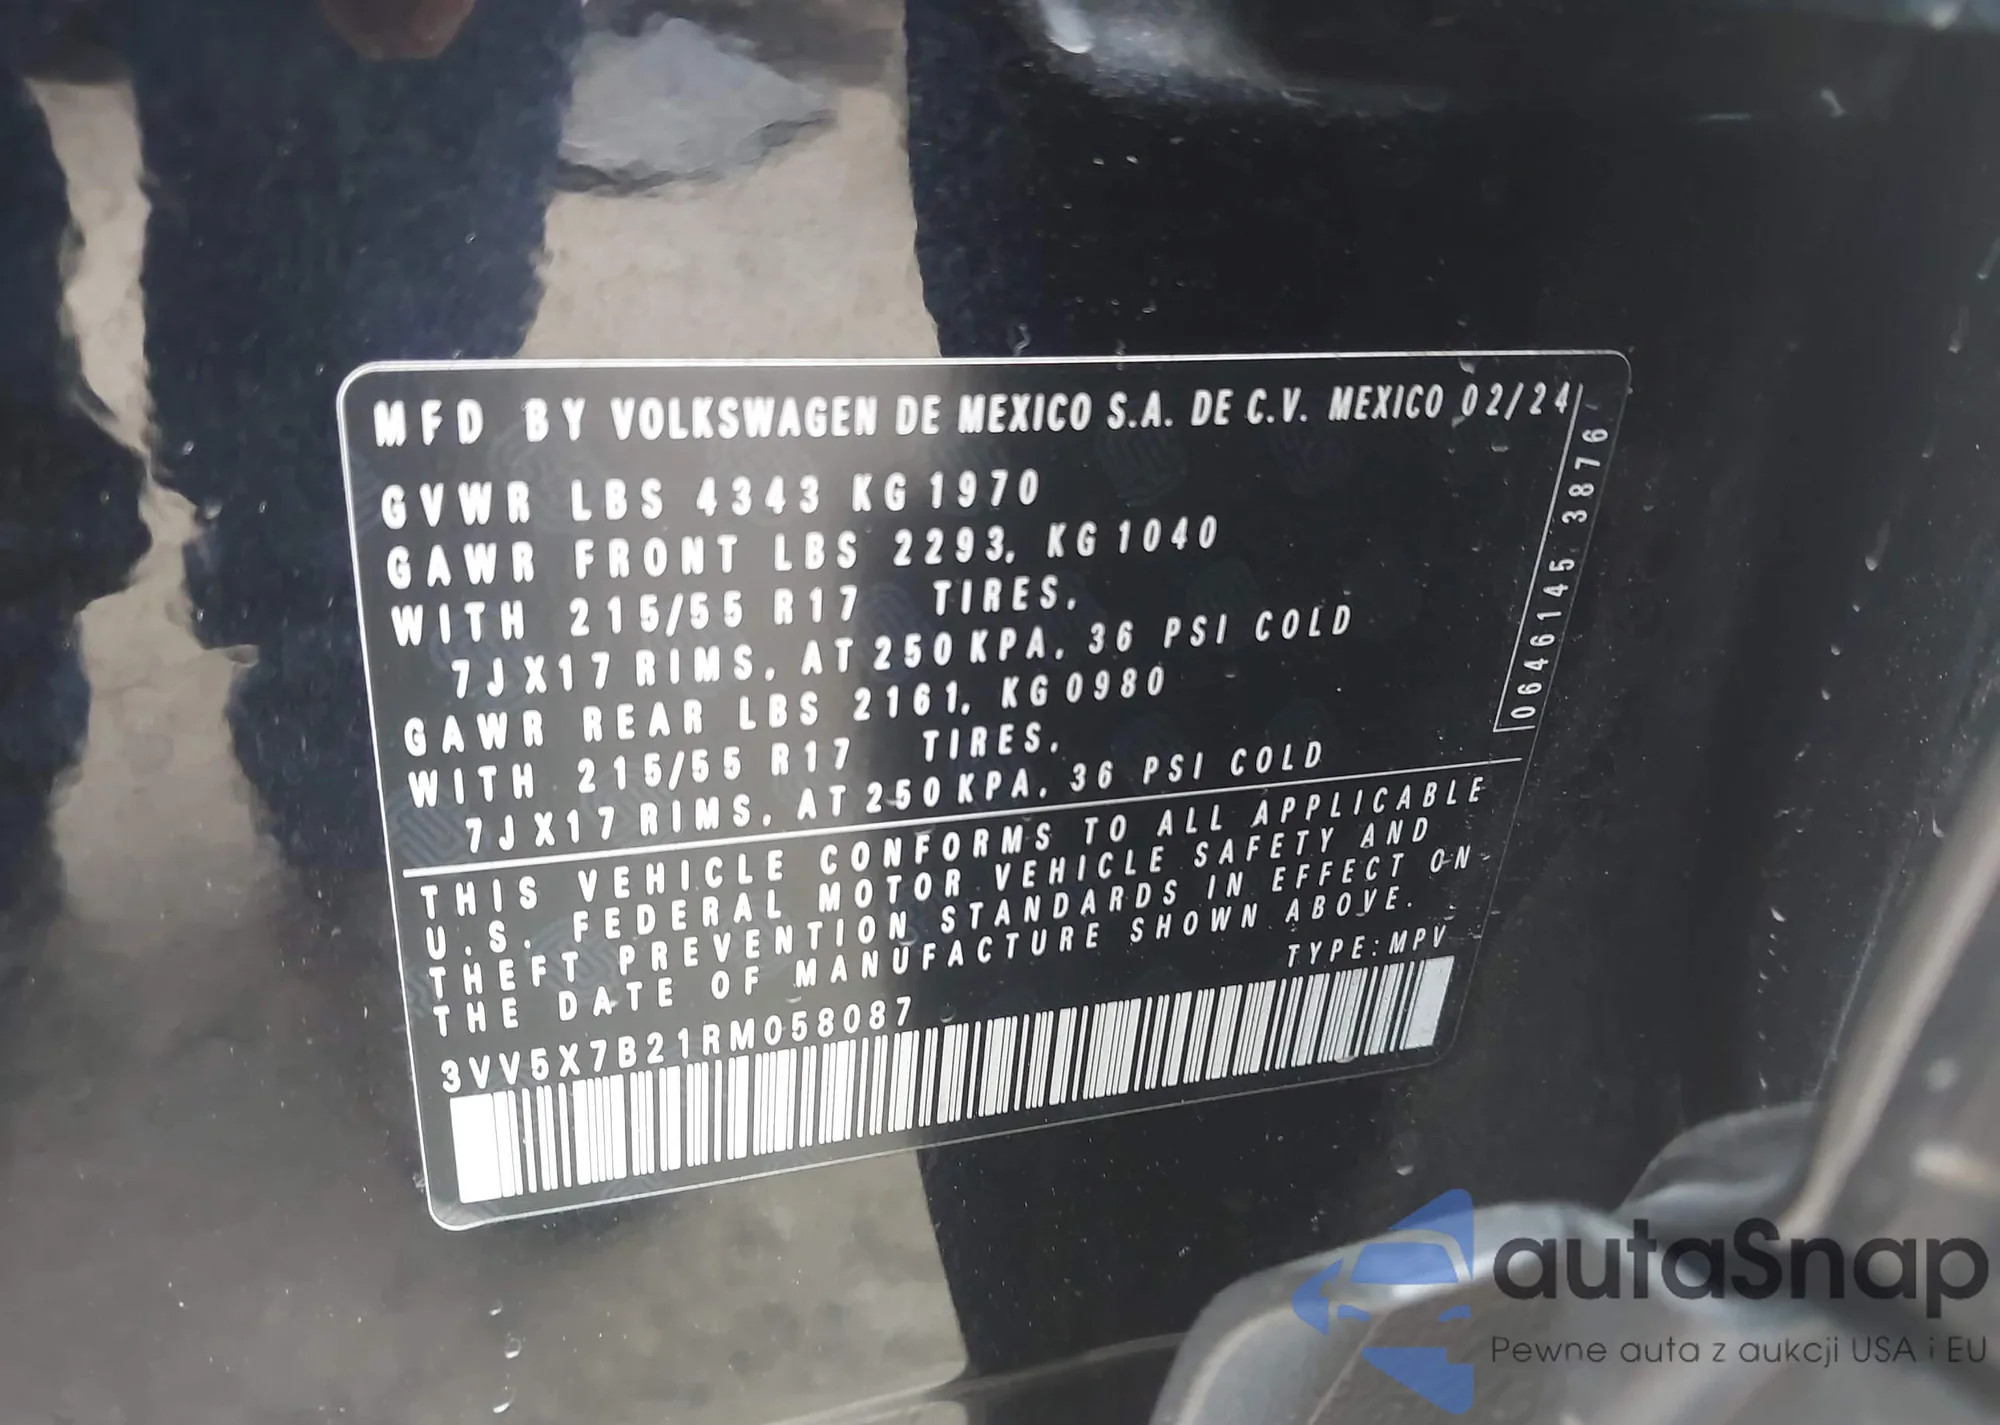 MFD BY VOLKSWAGEN DE MEXICO S.A. DE C.V. MEXICO 02/24
GVWR LBS 4343 KG 1970
GAWR FRONT LBS 2293, KG 1040
WITH 215/55 R17 TIRES,
7JX17 RIMS, AT 250 KPA, 36 PSI COLD
GAWR REAR LBS 2161, KG 0980
WITH 215/55 R17 TIRES,
7JX17 RIMS, AT 250 KPA, 36 PSI COLD
0646145 3876
THIS VEHICLE CONFORMS TO ALL APPLICABLE
U.S. FEDERAL MOTOR VEHICLE SAFETY AND
THEFT PREVENTION STANDARDS IN EFFECT ON
THE DATE OF MANUFACTURE SHOWN ABOVE.
TYPE:MPV
3VV5X7B21RM058087
autaSnap
Pewne auta z aukcji USA i EU